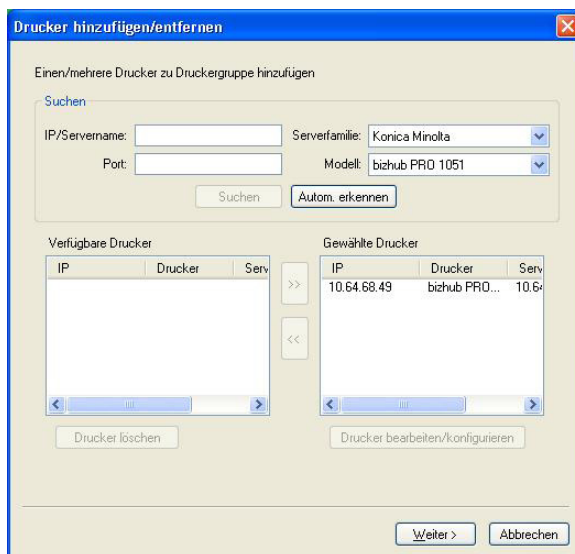 Drucker hinzufügen/entfernen
Einen/mehrere Drucker zu Druckergruppe hinzufügen
Suchen
IP/Servername: Serverfamilie: Konica Minolta
Port: Modell: bizhub PRO 1051
Suchen Autom. erkennen
Verfügbare Drucker Gewählte Drucker
IP Drucker Serv IP Drucker Serv
10.64.68.49 bizhub PRO... 10.64
>>
<<
Drucker löschen Drucker bearbeiten/konfigurieren
Weiter > Abbrechen